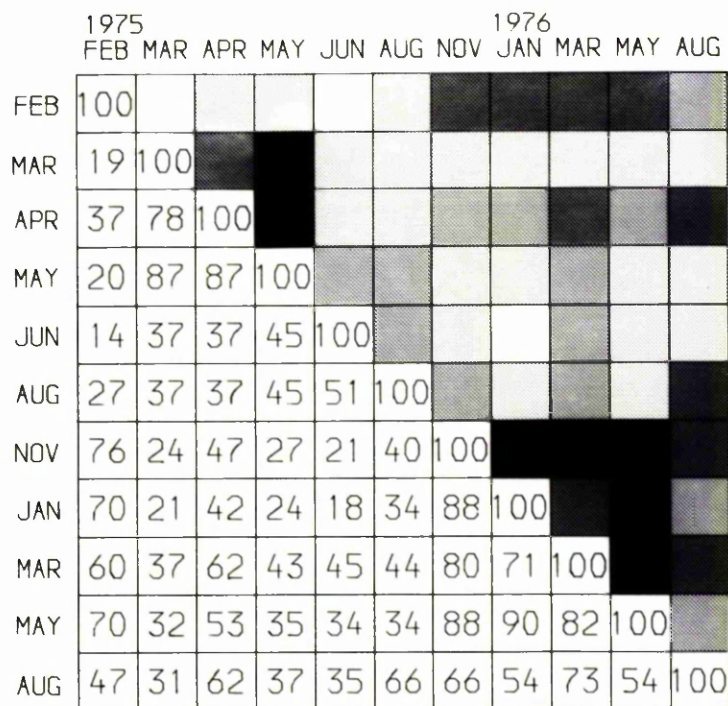 1975 1976
FEB MAR APR MAY JUN AUG NOV JAN MAR MAY AUG
FEB 100
MAR 19 100
APR 37 78 100
MAY 20 87 87 100
JUN 14 37 37 45 100
AUG 27 37 37 45 51 100
NOV 76 24 47 27 21 40 100
JAN 70 21 42 24 18 34 88 100
MAR 60 37 62 43 45 44 80 71 100
MAY 70 32 53 35 34 34 88 90 82 100
AUG 47 31 62 37 35 66 66 54 73 54 100